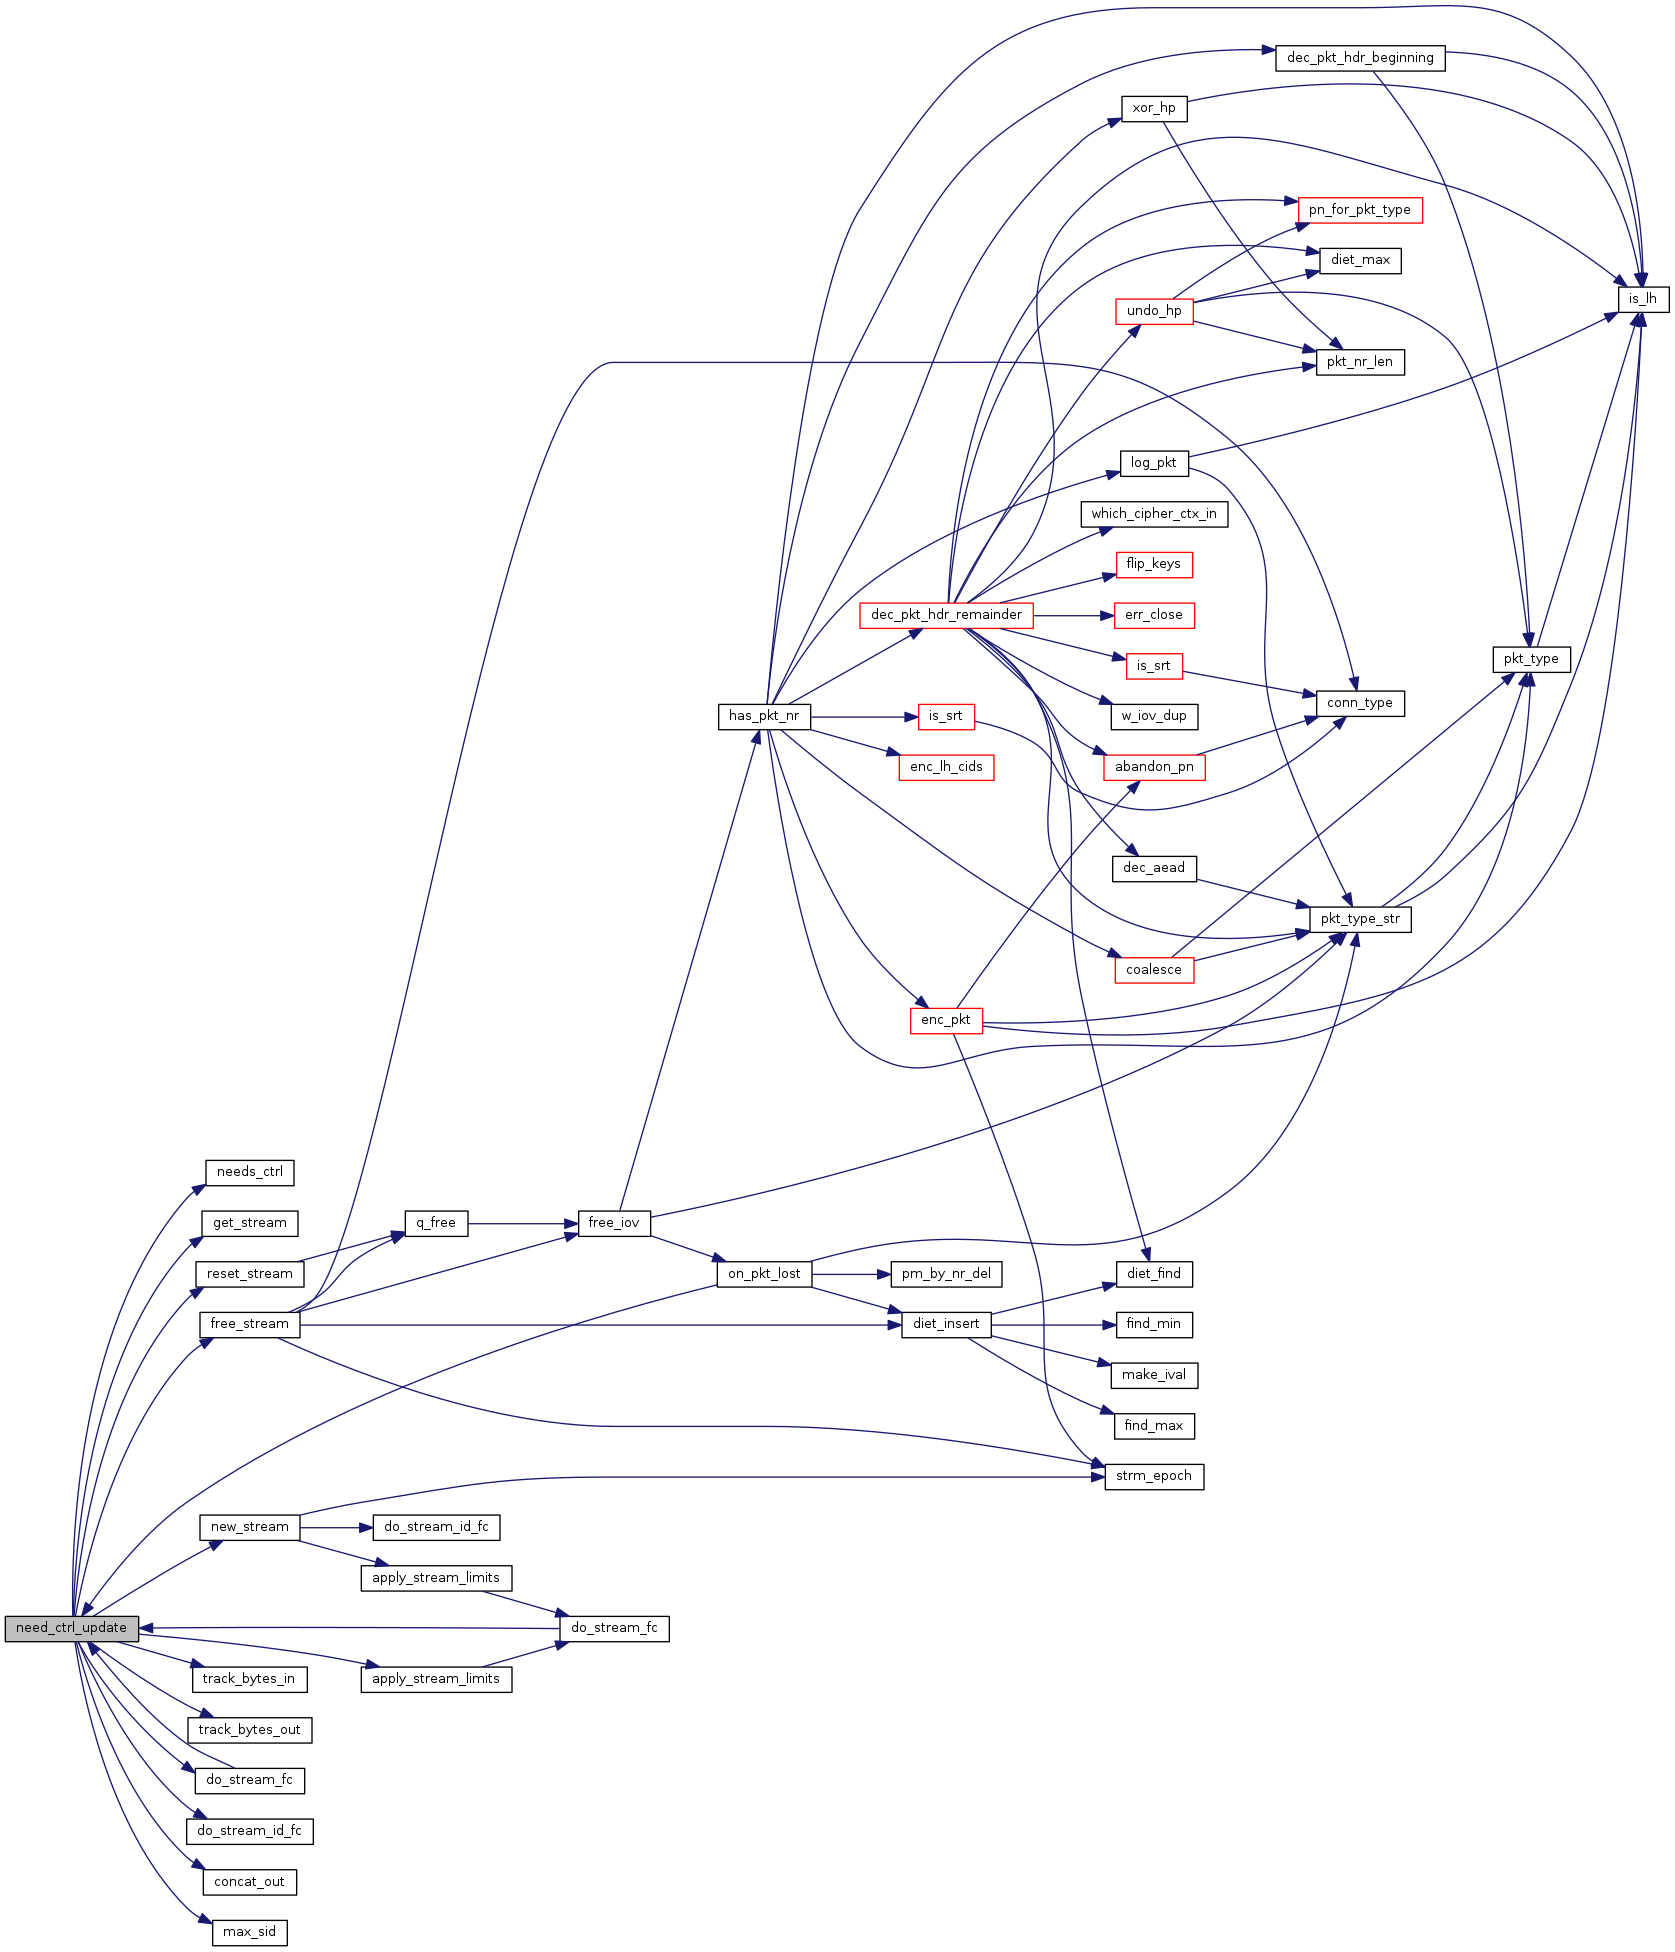 dec_pkt_hdr_beginning
xor_hp
pn_for_pkt_type
diet_max
is_lh
undo_hp
pkt_nr_len
log_pkt
which_cipher_ctx_in
flip_keys
dec_pkt_hdr_remainder
err_close
pkt_type
is_srt
conn_type
has_pkt_nr
is_srt
w_iov_dup
enc_lh_cids
abandon_pn
dec_aead
pkt_type_str
coalesce
enc_pkt
needs_ctrl
get_stream
q_free
free_iov
reset_stream
on_pkt_lost
pm_by_nr_del
diet_find
free_stream
diet_insert
find_min
make_ival
find_max
strm_epoch
new_stream
do_stream_id_fc
apply_stream_limits
need_ctrl_update
do_stream_fc
track_bytes_in
apply_stream_limits
track_bytes_out
do_stream_fc
do_stream_id_fc
concat_out
max_sid